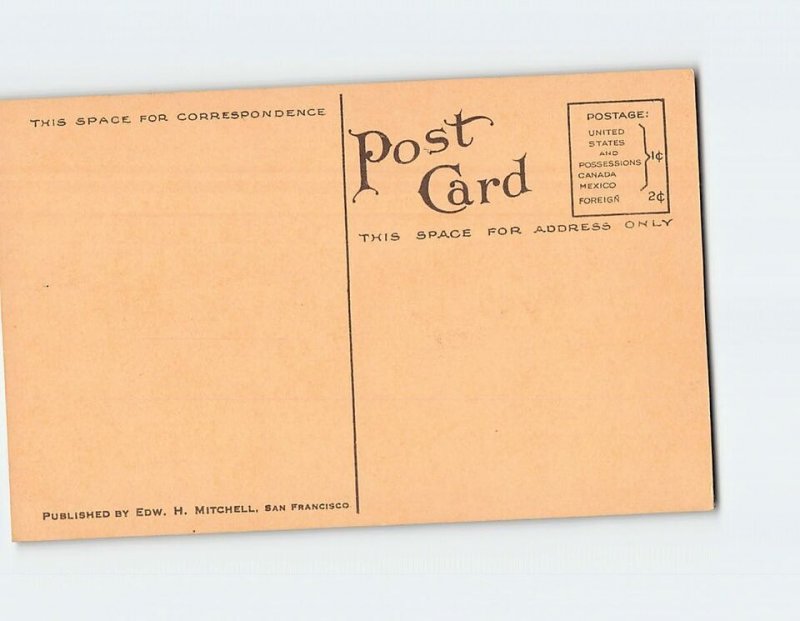 THIS SPACE FOR CORRESPONDENCE
Post
Card
THIS SPACE FOR ADDRESS ONLY
POSTAGE:
UNITED
STATES
AND
POSSESSIONS
CANADA
MEXICO
1¢
FOREIGN 2¢
PUBLISHED BY EDW. H. MITCHELL, SAN FRANCISCO